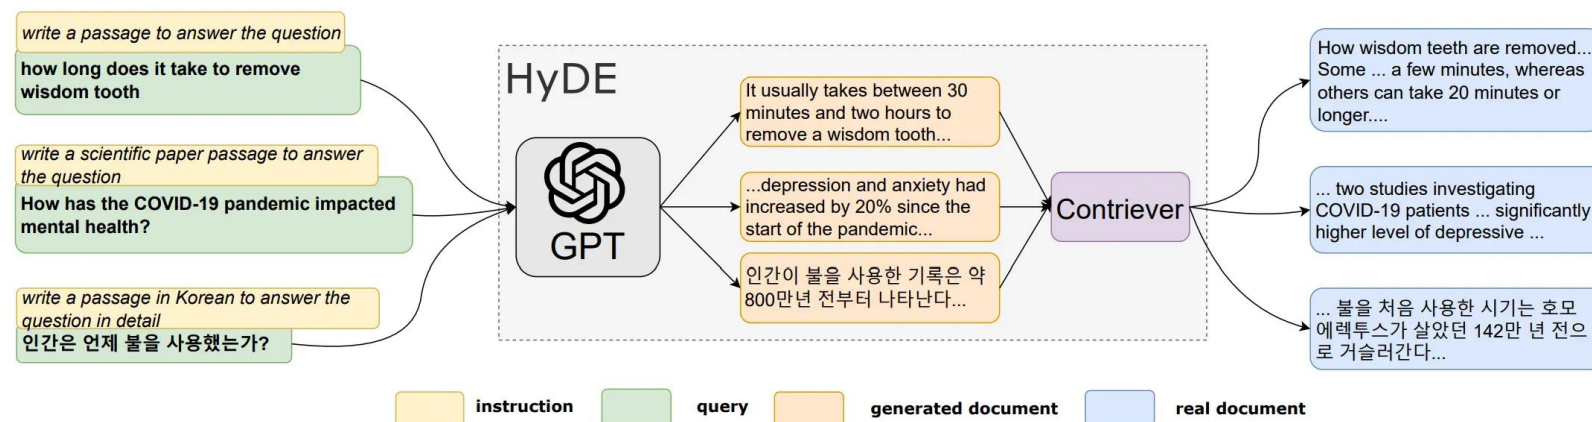 write a passage to answer the question
how long does it take to remove
wisdom tooth
write a scientific paper passage to answer
the question
How has the COVID-19 pandemic impacted
mental health?
write a passage in Korean to answer the
question in detail
인간은 언제 불을 사용했는가?
HyDE
GPT
It usually takes between 30
minutes and two hours to
remove a wisdom tooth...
...depression and anxiety had
increased by 20% since the
start of the pandemic...
인간이 불을 사용한 기록은 약
800만년 전부터 나타난다...
Contriever
How wisdom teeth are removed...
Some ... a few minutes, whereas
others can take 20 minutes or
longer....
... two studies investigating
COVID-19 patients ... significantly
higher level of depressive ...
... 불을 처음 사용한 시기는 호모
에렉투스가 살았던 142만 년 전으
로 거슬러간다...
instruction
query
generated document
real document